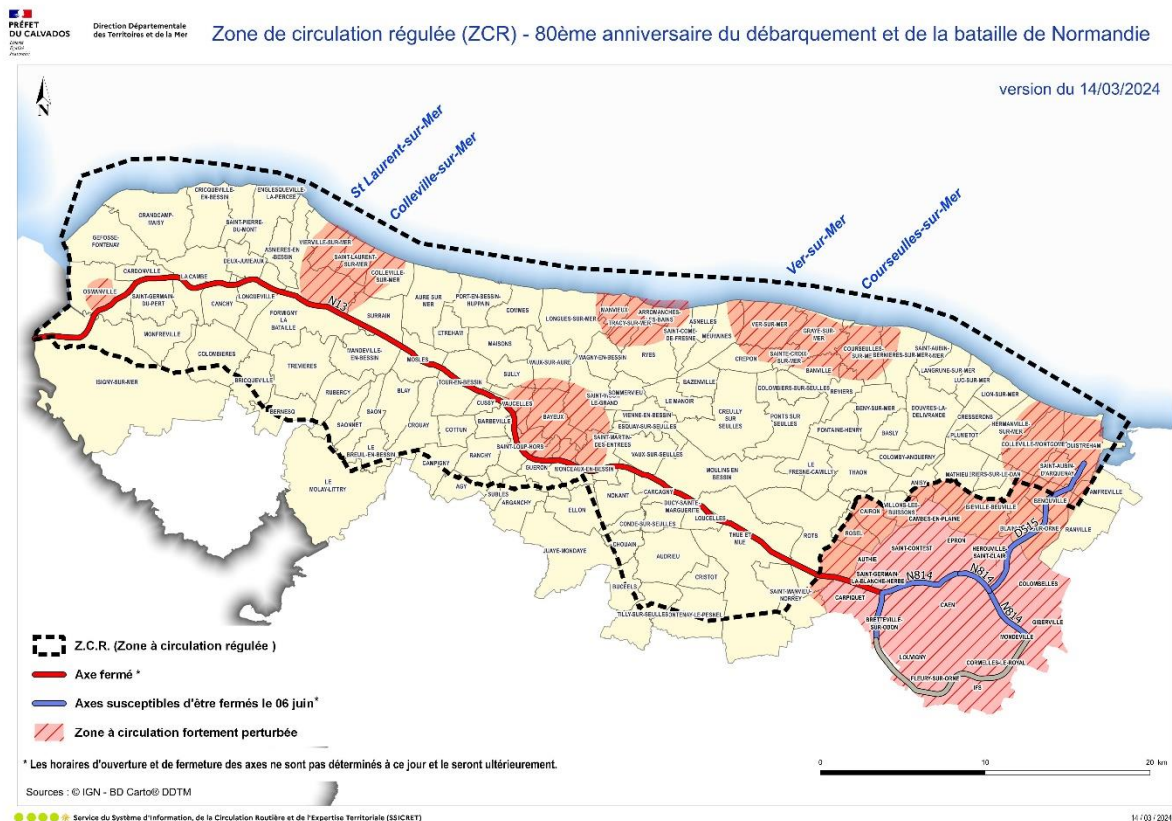 PRÉFET
DU CALVADOS
Liberté
Égalité
Fraternité
Direction Départementale
des Territoires et de la Mer
Zone de circulation régulée (ZCR) - 80ème anniversaire du débarquement et de la bataille de Normandie
version du 14/03/2024
N
St Laurent-sur-Mer
Colleville-sur-Mer
Ver-sur-Mer
Courseulles-sur-Mer
CRICQUEVILLE-
EN-BESSIN
ENGLESQUEVILLE-
LA-PERCEE
GRANDCAMP-
MAISY
SAINT-PIERRE-
DU-MONT
GEFOSSE-
FONTENAY
ASNIERES-EN-
BESSIN
VIERVILLE-SUR-MER
SAINT-LAURENT-
SUR-MER
COLLEVILLE-
SUR-MER
CARDONVILLE
LA CAMBE
DEUX-JUMEAUX
OSMANVILLE
SAINT-GERMAIN-
DU-PERT
CANCHY
LONGUEVILLE
N13
FORMIGNY LA
BATAILLE
SURRAIN
AURE SUR
MER
PORT-EN-BESSIN-
HUPPAIN
COMMES
LONGUES-SUR-MER
MANVIEUX
TRACY-SUR-MER
ARROMANCHES-
LES-BAINS
SAINT-COME-
DE-FRESNE
ASNELLES
MEUVAINES
VER-SUR-MER
GRAYE-SUR-
MER
SAINTE-CROIX-
SUR-MER
COURSEULLES-
SUR-MER
BERNIERES-SUR-MER
SAINT-AUBIN-
SUR-MER
LANGRUNE-SUR-MER
LUC-SUR-MER
LION-SUR-MER
MONFREVILLE
COLOMBIERES
ISIGNY-SUR-MER
BRICQUEVILLE
TREVIERES
MANDEVILLE-
EN-BESSIN
MOSLES
ETREHAM
MAISONS
SULLY
VAUX-SUR-AURE
MAGNY-EN-BESSIN
RYES
CREPON
BANVILLE
BERNESQ
RUBERCY
BLAY
TOUR-EN-BESSIN
CUSSY
VAUCELLES
BAYEUX
SAINT-VIGOR-
LE-GRAND
SOMMERVIEU
BAZENVILLE
LE MANOIR
COLOMBIERS-SUR-SEULLES
REVIERS
SAONNET
SAON
CROUAY
COTTUN
BARBEVILLE
VIENNE-EN-BESSIN
ESQUAY-SUR-SEULLES
CREULLY
SUR
SEULLES
PONTS SUR
SEULLES
BENY-SUR-MER
DOUVRES-LA-
DELIVRANDE
CRESSERONS
HERMANVILLE-
SUR-MER
LE
BREUIL-EN-BESSIN
RANCHY
SAINT-LOUP-HORS
SAINT-MARTIN-
DES-ENTREES
FONTAINE-HENRY
BASLY
PLUMETOT
COLLEVILLE-MONTGOMERY
OUISTREHAM
LE
MOLAY-LITTRY
CAMPIGNY
AGY
GUERON
MONCEAUX-EN-BESSIN
VAUX-SUR-SEULLES
MOULINS EN
BESSIN
LE
FRESNE-CAMILLY
THAON
COLOMBY-ANGUERNY
SAINT-AUBIN-
D'ARQUENAY
SUBLES
ARGANCHY
ELLON
NONANT
CARCAGNY
DUCY-SAINTE-
MARGUERITE
LOUCELLES
ANISY
MATHIEU
PERIERS-SUR-LE-DAN
BENOUVILLE
AMFREVILLE
JUAYE-MONDAYE
CONDE-SUR-SEULLES
CHOUAIN
THUE ET
MUE
ROTS
CAIRON
VILLONS-LES-
BUISSONS
CAMBES-EN-PLAINE
BIEVILLE-BEUVILLE
BLAINVILLE-SUR-ORNE
RANVILLE
D515
ROSEL
AUDRIEU
CRISTOT
BUCEELS
SAINT-MANVIEU-
NORREY
AUTHIE
SAINT-CONTEST
EPRON
HEROUVILLE-
SAINT-CLAIR
SAINT-GERMAIN-
LA-BLANCHE-HERBE
N814
N814
COLOMBELLES
TILLY-SUR-SEULLES
FONTENAY-LE-PESNEL
CARPIQUET
CAEN
N814
BRETTEVILLE-
SUR-ODON
GIBERVILLE
MONDEVILLE
LOUVIGNY
CORMELLES-LE-ROYAL
FLEURY-SUR-ORNE
IFS
Z.C.R. (Zone à circulation régulée )
Axe fermé *
Axes susceptibles d'être fermés le 06 juin*
Zone à circulation fortement perturbée
* Les horaires d'ouverture et de fermeture des axes ne sont pas déterminés à ce jour et le seront ultérieurement.
0 10 20 km
Sources : © IGN - BD Carto® DDTM
Service du Système d'Information, de la Circulation Routière et de l'Expertise Territoriale (SSICRET)
14 / 03 / 2024